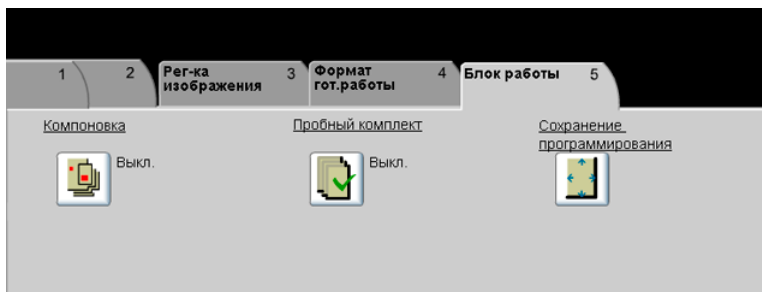 1 2 Рег-ка 3 Формат 4 Блок работы 5
изображения гот.работы
Компоновка Пробный комплект Сохранение
программирования
Выкл. Выкл.